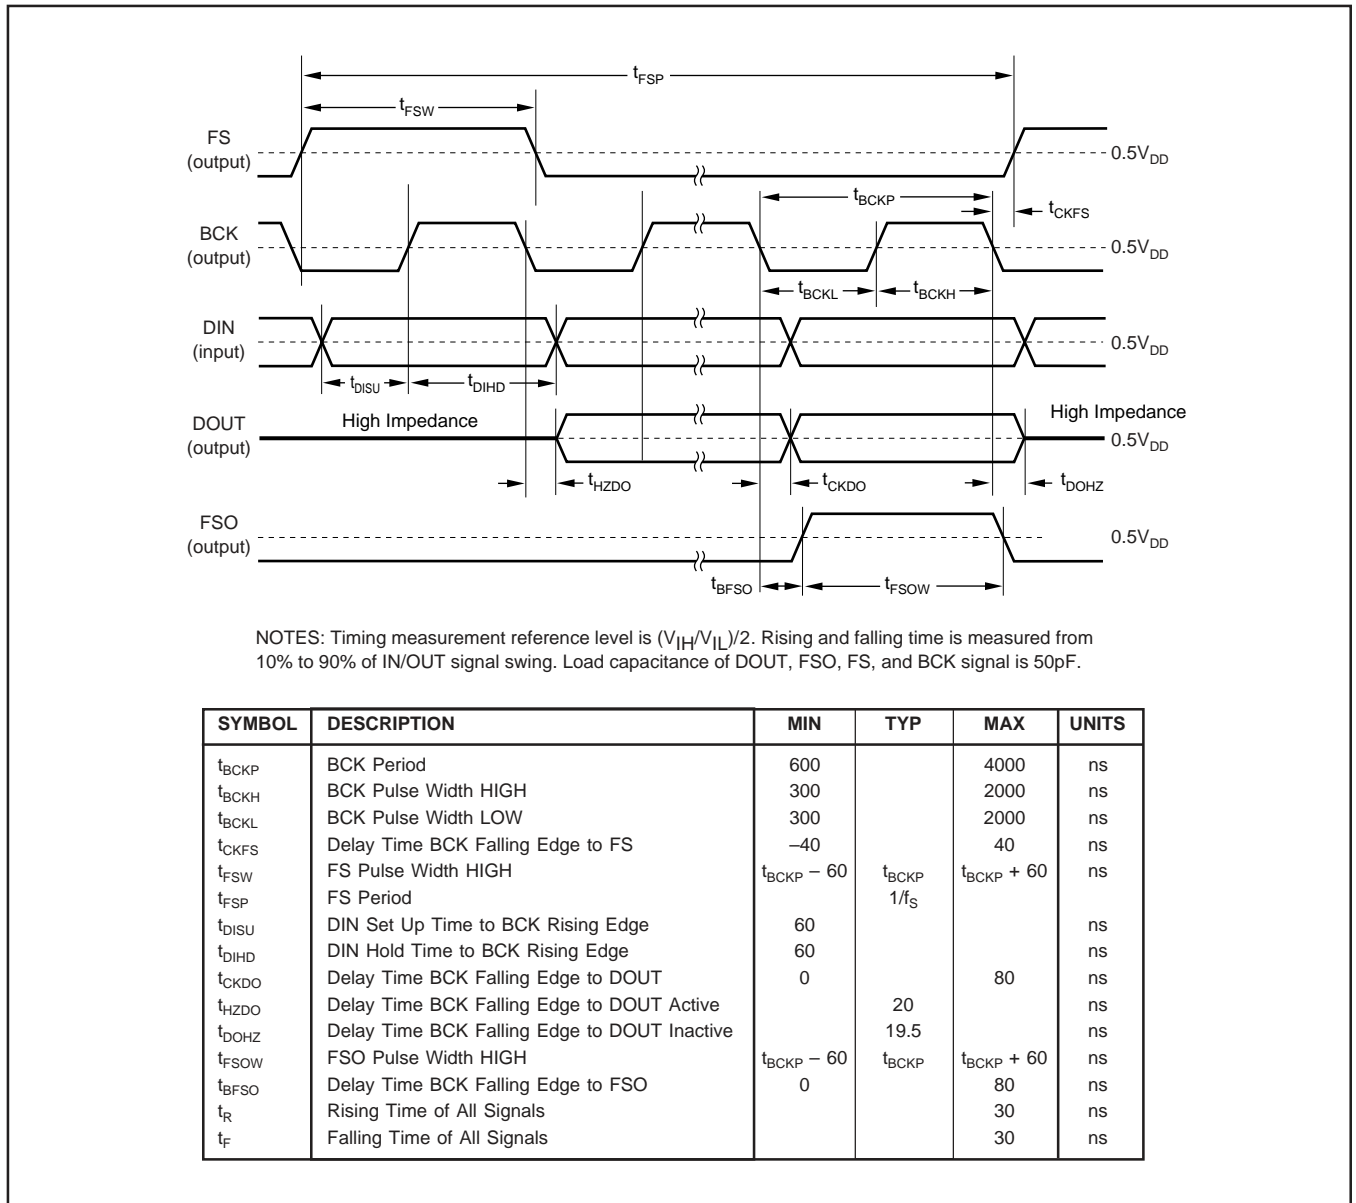 tFSP
tFSW
FS
(output)
0.5VDD
tBCKP
tCKFS
BCK
(output)
0.5VDD
tBCKL
tBCKH
DIN
(input)
0.5VDD
tDISU
tDIHD
High Impedance
High Impedance
DOUT
(output)
0.5VDD
tHZDO
tCKDO
tDOHZ
FSO
(output)
0.5VDD
tBFSO
tFSOW
NOTES: Timing measurement reference level is (VIH/VIL)/2. Rising and falling time is measured from
10% to 90% of IN/OUT signal swing. Load capacitance of DOUT, FSO, FS, and BCK signal is 50pF.
SYMBOL DESCRIPTION MIN TYP MAX UNITS
tBCKP BCK Period 600 4000 ns
tBCKH BCK Pulse Width HIGH 300 2000 ns
tBCKL BCK Pulse Width LOW 300 2000 ns
tCKFS Delay Time BCK Falling Edge to FS –40 40 ns
tFSW FS Pulse Width HIGH tBCKP – 60 tBCKP tBCKP + 60 ns
tFSP FS Period 1/fS
tDISU DIN Set Up Time to BCK Rising Edge 60 ns
tDIHD DIN Hold Time to BCK Rising Edge 60 ns
tCKDO Delay Time BCK Falling Edge to DOUT 0 80 ns
tHZDO Delay Time BCK Falling Edge to DOUT Active 20 ns
tDOHZ Delay Time BCK Falling Edge to DOUT Inactive 19.5 ns
tFSOW FSO Pulse Width HIGH tBCKP – 60 tBCKP tBCKP + 60 ns
tBFSO Delay Time BCK Falling Edge to FSO 0 80 ns
tR Rising Time of All Signals 30 ns
tF Falling Time of All Signals 30 ns